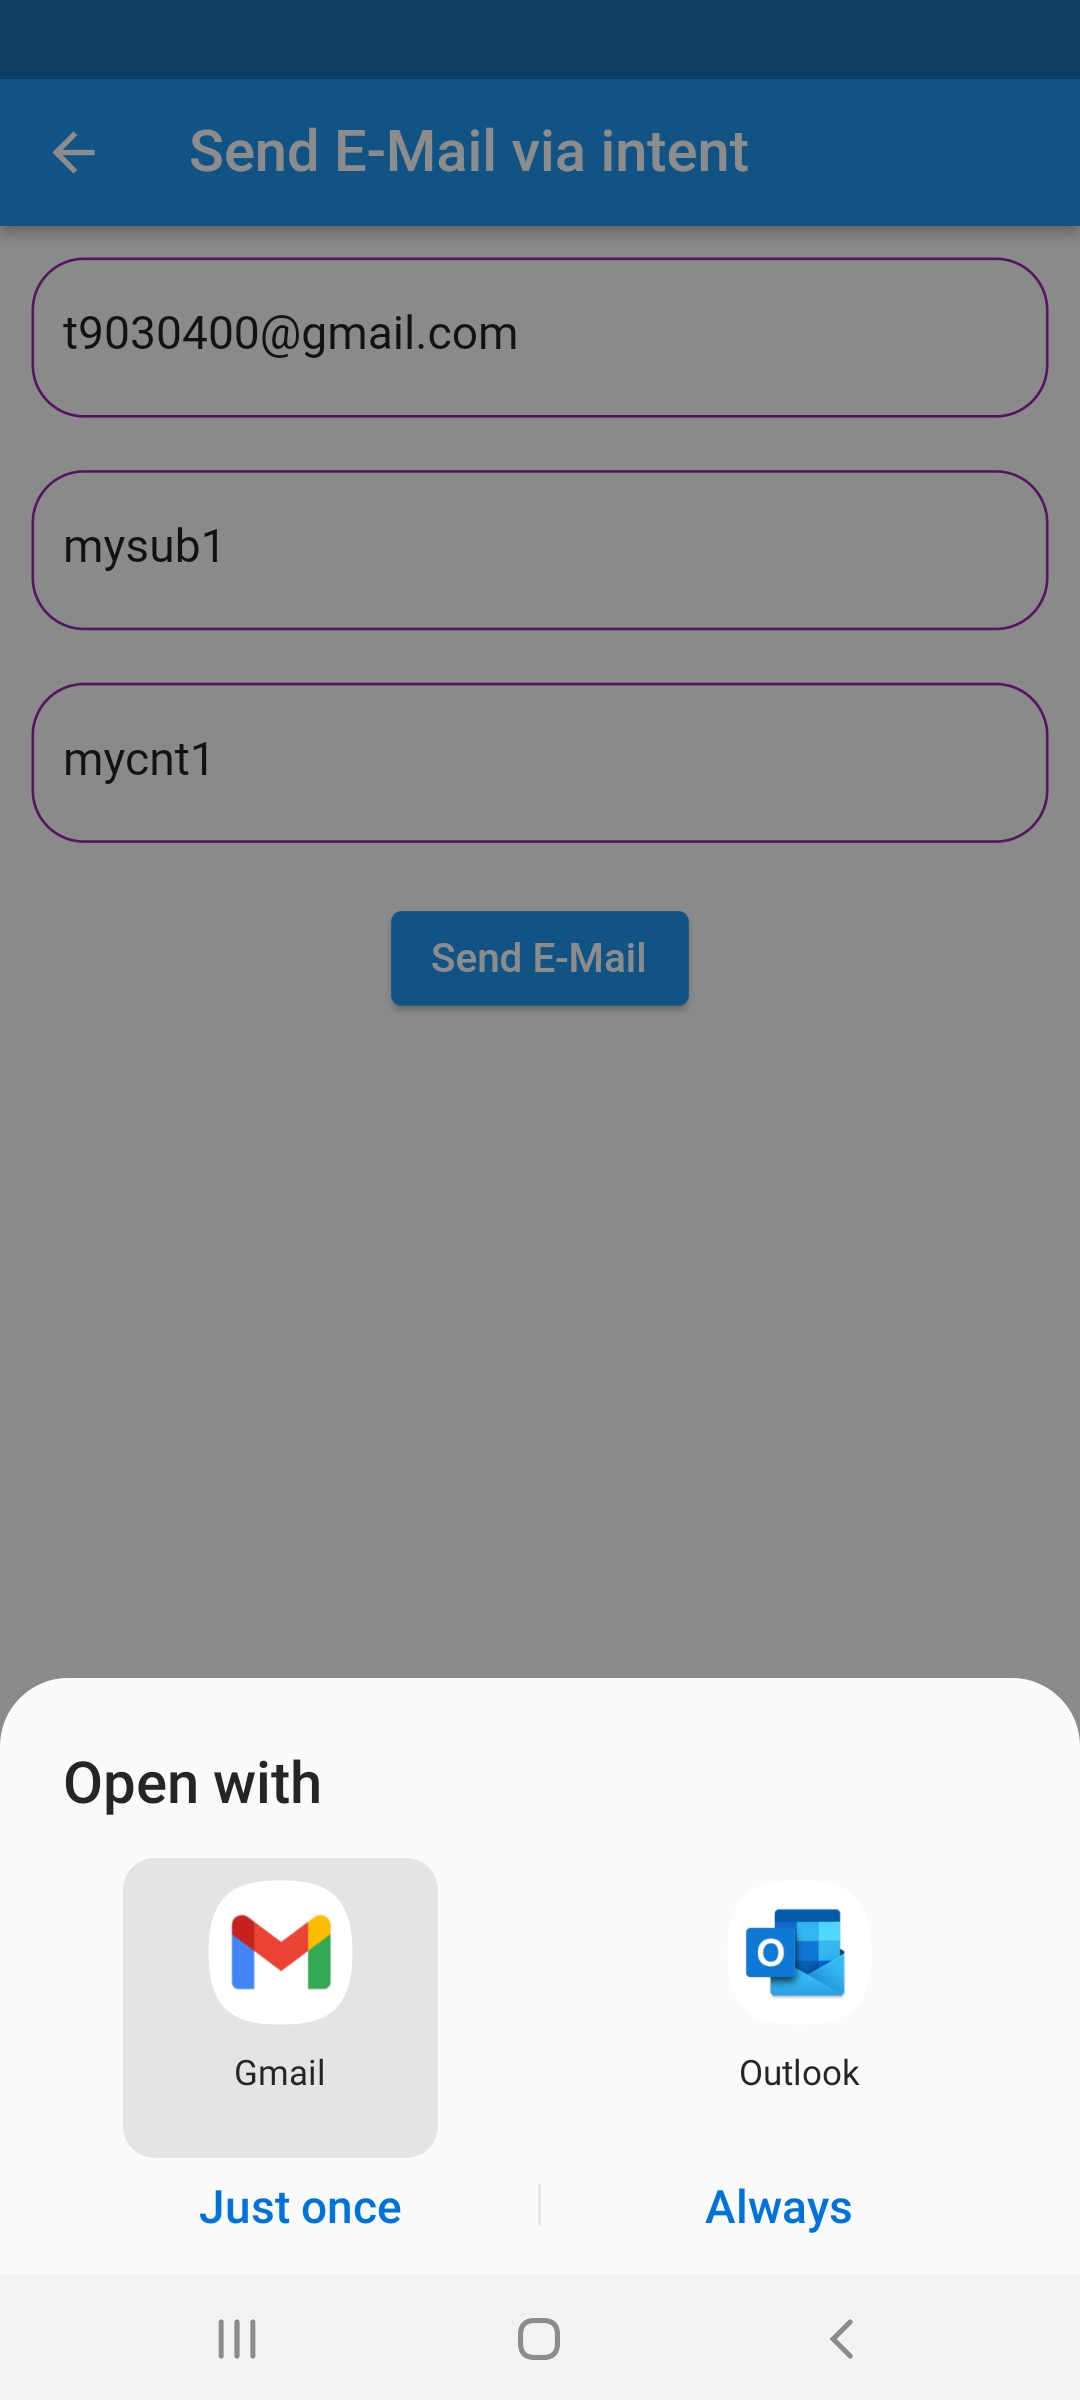 Send E-Mail via intent
t9030400@gmail.com
mysub1
mycnt1
Send E-Mail
Open with
Gmail
Outlook
Just once
Always